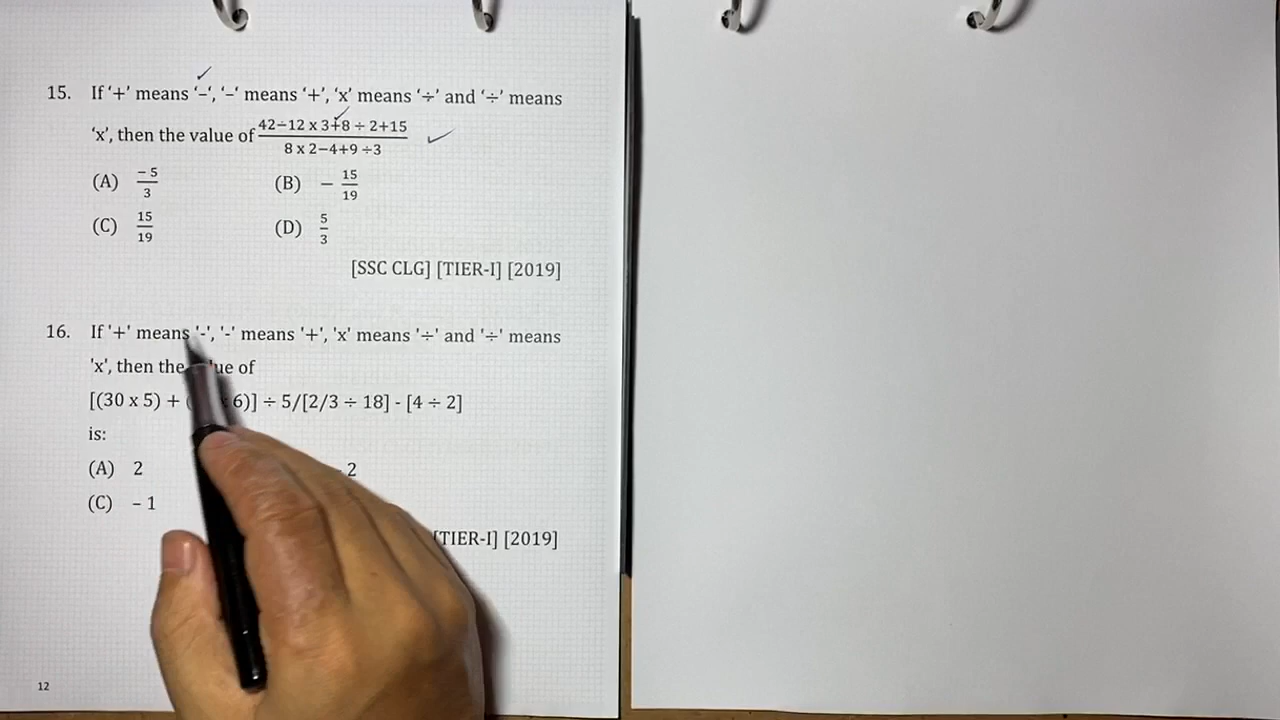 15. If ‘+’ means ‘–‘, ‘–‘ means ‘+’, ‘x’ means ‘÷’ and ‘÷’ means
‘x’, then the value of (42÷12 x 3+8 ÷ 2+15)/(8 x 2−4+9 ÷3)
(A) −5/3 (B) − 15/19
(C) 15/19 (D) 5/3
[SSC CLG] [TIER-I] [2019]
16. If '+' means '-', '-' means '+', 'x' means '÷' and '÷' means
'x', then the of
[(30 x 5) + ( 6)] ÷ 5/[2/3 ÷ 18] - [4 ÷ 2]
is:
(A) 2 2
(C) – 1
[TIER-I] [2019]
12